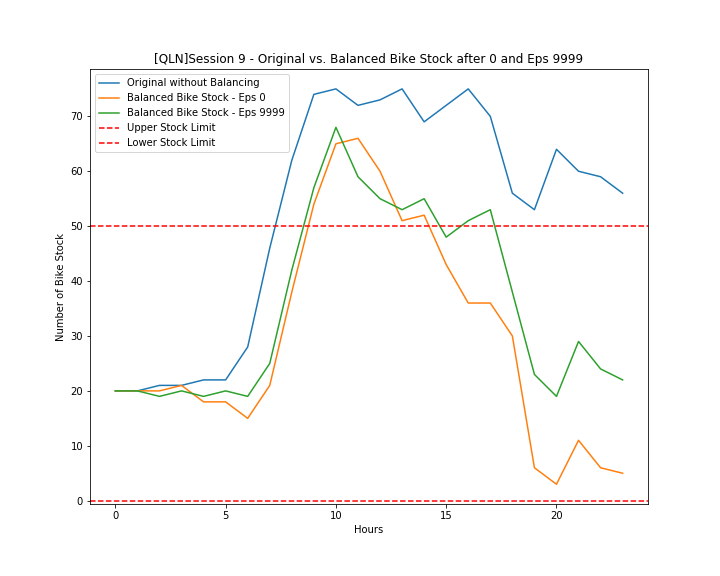 [QLN]Session 9 - Original vs. Balanced Bike Stock after 0 and Eps 9999
Original without Balancing
Balanced Bike Stock - Eps 0
Balanced Bike Stock - Eps 9999
Upper Stock Limit
Lower Stock Limit
Number of Bike Stock
70
60
50
40
30
20
10
0
0 5 10 15 20
Hours